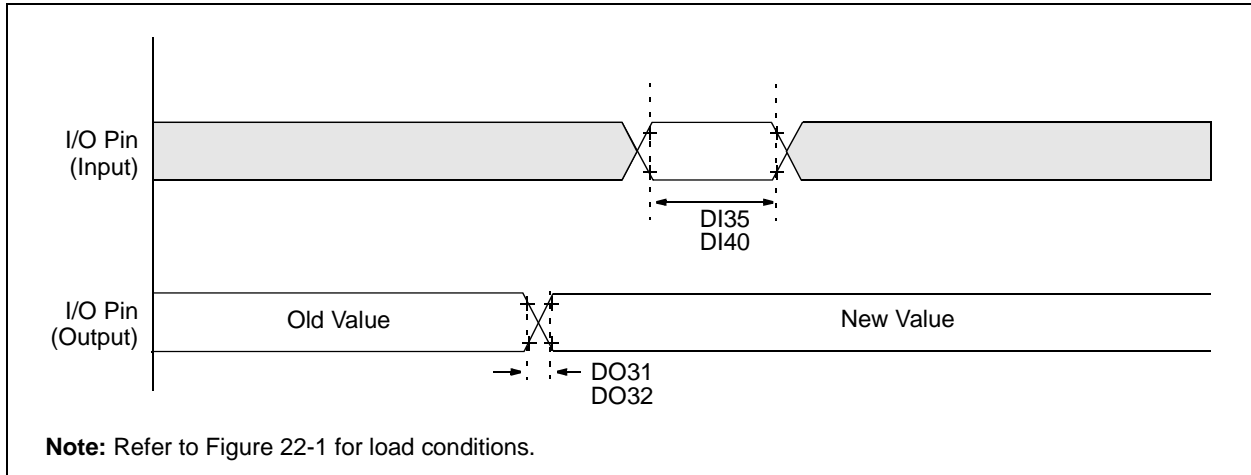 I/O Pin
(Input)
DI35
DI40
I/O Pin
(Output)
Old Value
New Value
DO31
DO32
Note: Refer to Figure 22-1 for load conditions.